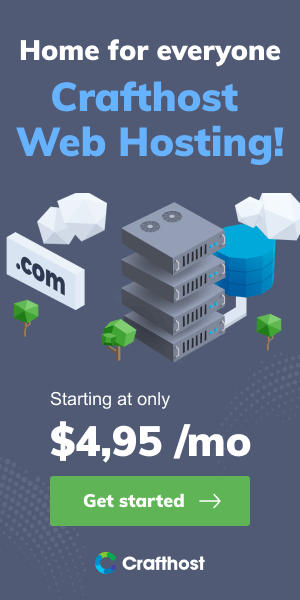 Home for everyone
Crafthost
Web Hosting!
.com
Starting at only
$4,95 /mo
Get started
Crafthost